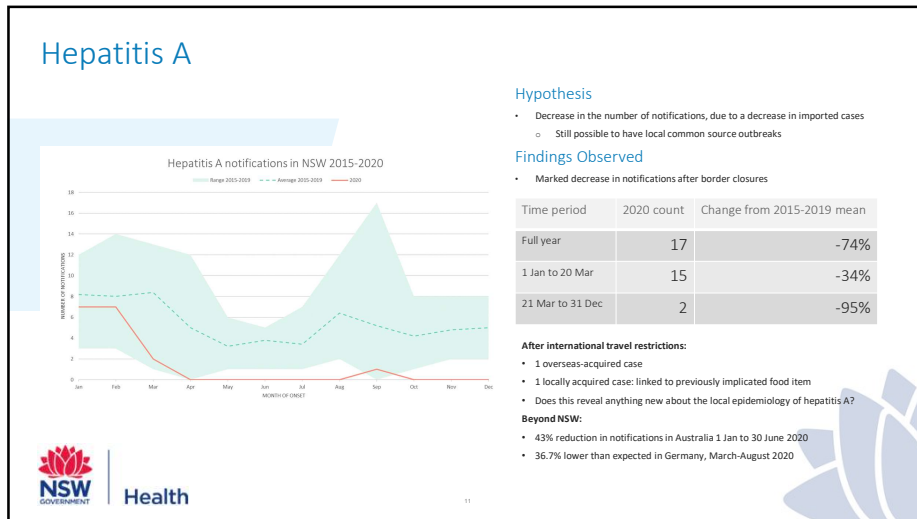 Hepatitis A
Hypothesis
• Decrease in the number of notifications, due to a decrease in imported cases
o Still possible to have local common source outbreaks
Findings Observed
• Marked decrease in notifications after border closures
Hepatitis A notifications in NSW 2015-2020
Range 2015-2019 Average 2015-2019 2020
NUMBER OF NOTIFICATIONS
18
16
14
12
10
8
6
4
2
0
Jan Feb Mar Apr May Jun Jul Aug Sep Oct Nov Dec
MONTH OF ONSET
Time period 2020 count Change from 2015-2019 mean
Full year 17 -74%
1 Jan to 20 Mar 15 -34%
21 Mar to 31 Dec 2 -95%
After international travel restrictions:
• 1 overseas-acquired case
• 1 locally acquired case: linked to previously implicated food item
• Does this reveal anything new about the local epidemiology of hepatitis A?
Beyond NSW:
• 43% reduction in notifications in Australia 1 Jan to 30 June 2020
• 36.7% lower than expected in Germany, March-August 2020
NSW
GOVERNMENT
Health
11